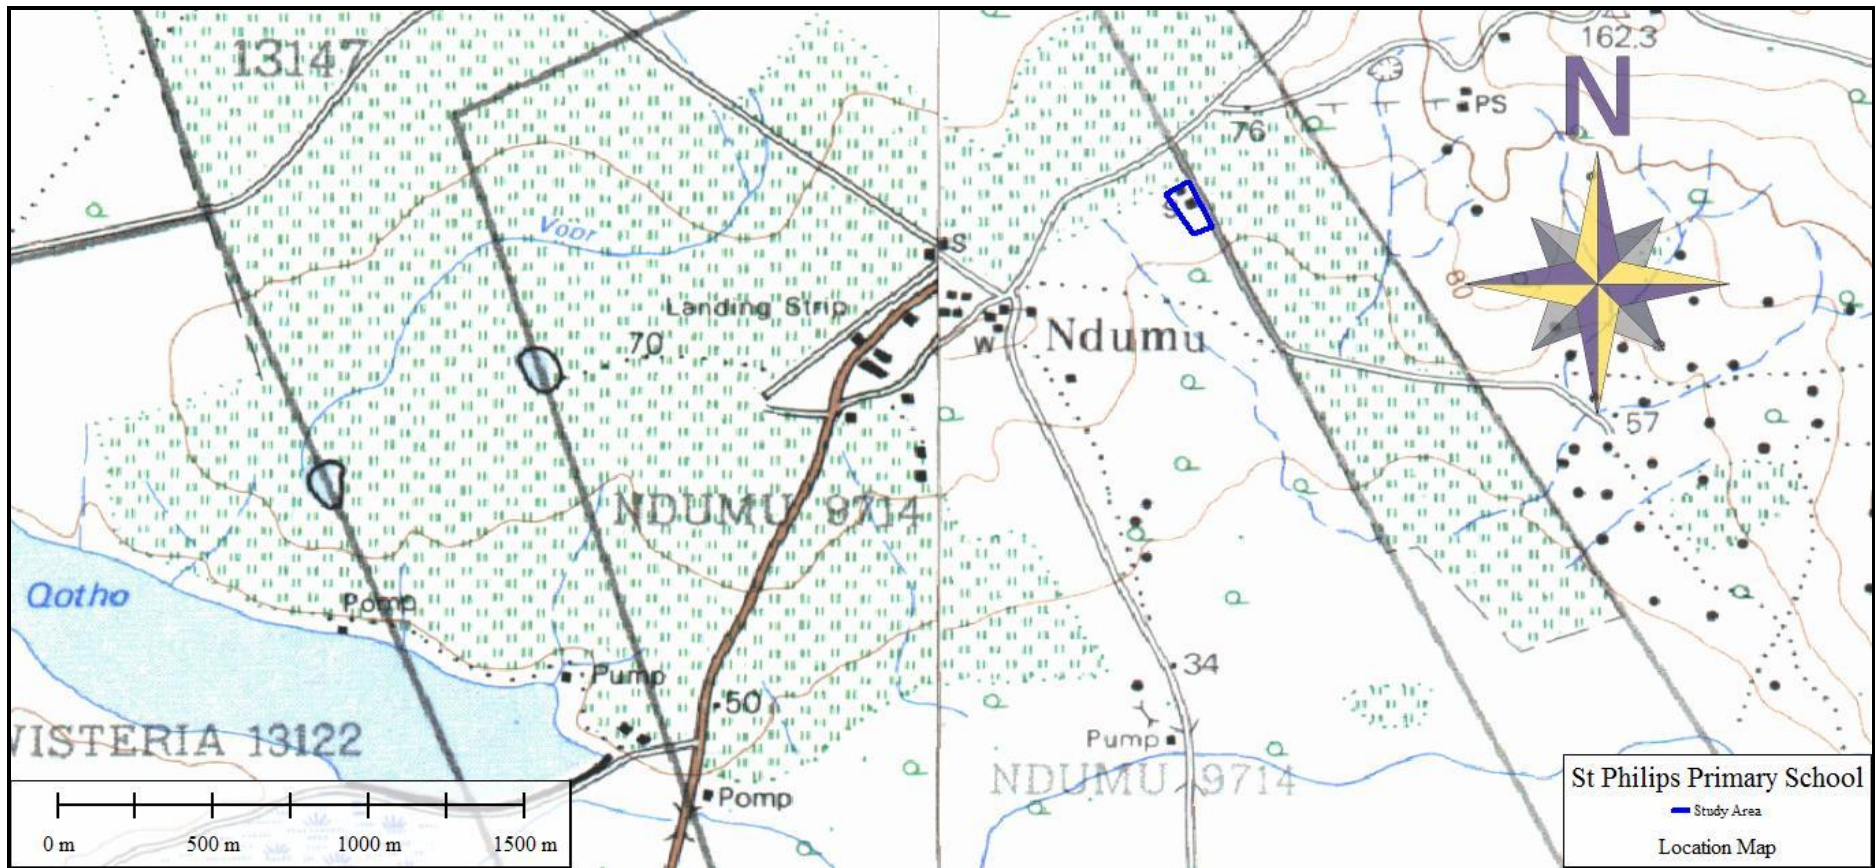 13147
162.3
N
PS
76
S
Voor
S
80
Landing Strip
70
Ndumu
W
57
NDUMU 9714
Qotho
Pomp
34
Pump
50
Pump
VISTERIA 13122
NDUMU 9714
St Philips Primary School
Study Area
Pomp
0 m 500 m 1000 m 1500 m
Location Map